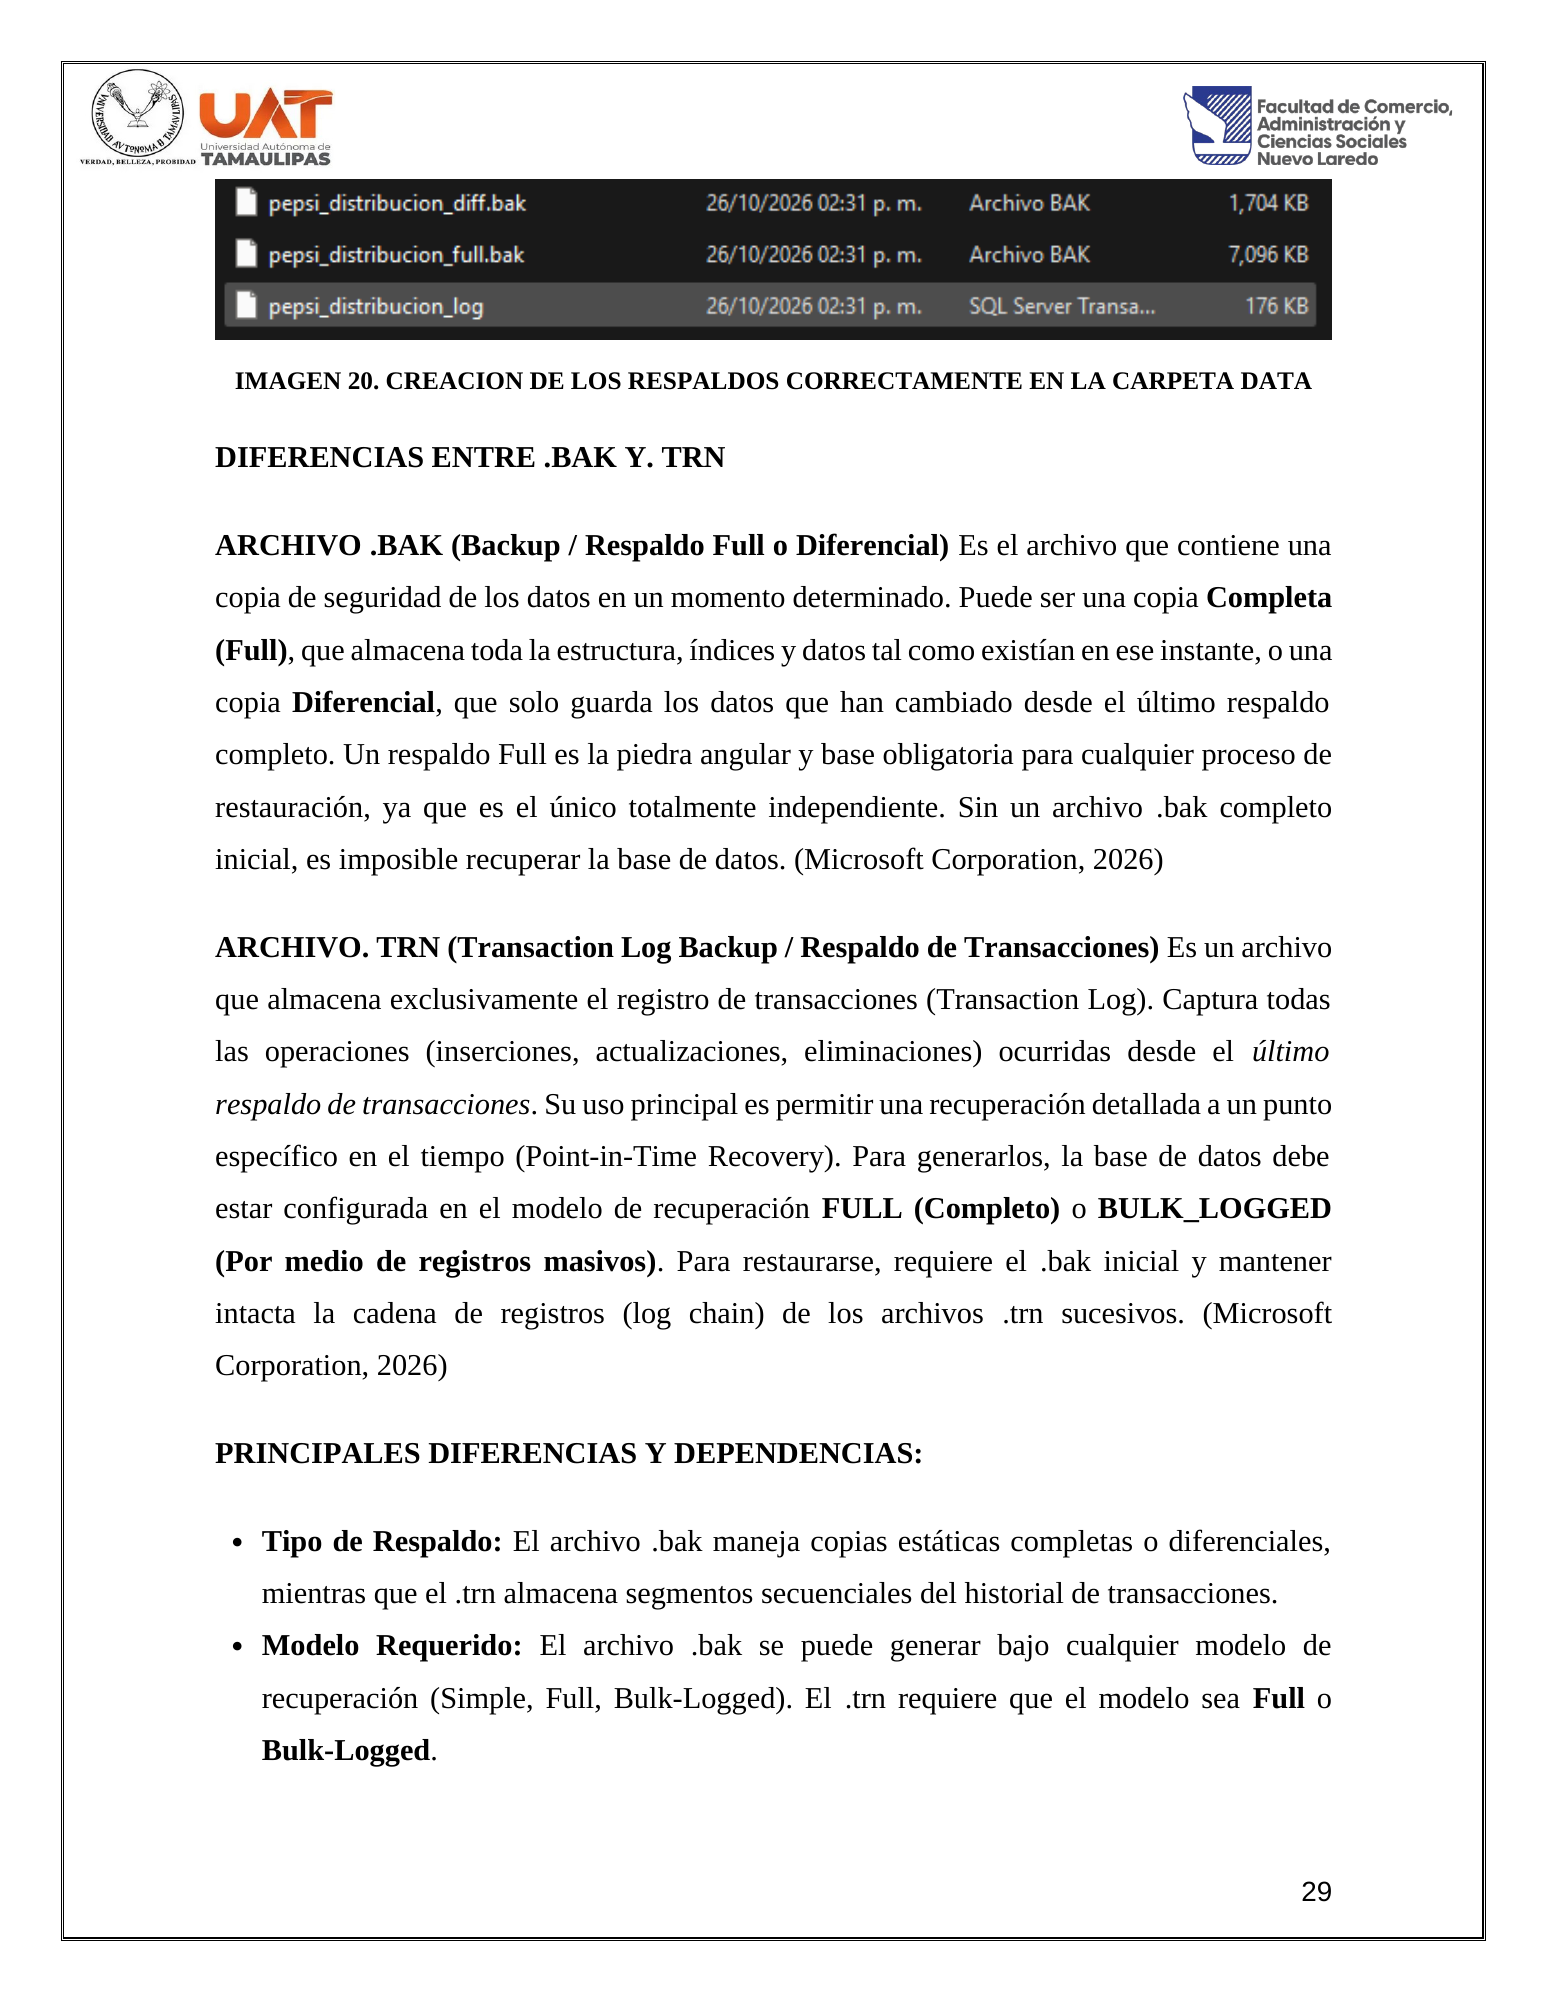 UNIVERSIDAD AUTONOMA DE TAMAULIPAS
VERDAD, BELLEZA, PROBIDAD
UAT
Universidad Autónoma de
TAMAULIPAS
Facultad de Comercio,
Administración y
Ciencias Sociales
Nuevo Laredo
pepsi_distribucion_diff.bak 26/10/2026 02:31 p. m. Archivo BAK 1,704 KB
pepsi_distribucion_full.bak 26/10/2026 02:31 p. m. Archivo BAK 7,096 KB
pepsi_distribucion_log 26/10/2026 02:31 p. m. SQL Server Transa... 176 KB
IMAGEN 20. CREACION DE LOS RESPALDOS CORRECTAMENTE EN LA CARPETA DATA
DIFERENCIAS ENTRE .BAK Y. TRN
ARCHIVO .BAK (Backup / Respaldo Full o Diferencial) Es el archivo que contiene una
copia de seguridad de los datos en un momento determinado. Puede ser una copia Completa
(Full), que almacena toda la estructura, índices y datos tal como existían en ese instante, o una
copia Diferencial, que solo guarda los datos que han cambiado desde el último respaldo
completo. Un respaldo Full es la piedra angular y base obligatoria para cualquier proceso de
restauración, ya que es el único totalmente independiente. Sin un archivo .bak completo
inicial, es imposible recuperar la base de datos. (Microsoft Corporation, 2026)
ARCHIVO. TRN (Transaction Log Backup / Respaldo de Transacciones) Es un archivo
que almacena exclusivamente el registro de transacciones (Transaction Log). Captura todas
las operaciones (inserciones, actualizaciones, eliminaciones) ocurridas desde el último
respaldo de transacciones. Su uso principal es permitir una recuperación detallada a un punto
específico en el tiempo (Point-in-Time Recovery). Para generarlos, la base de datos debe
estar configurada en el modelo de recuperación FULL (Completo) o BULK_LOGGED
(Por medio de registros masivos). Para restaurarse, requiere el .bak inicial y mantener
intacta la cadena de registros (log chain) de los archivos .trn sucesivos. (Microsoft
Corporation, 2026)
PRINCIPALES DIFERENCIAS Y DEPENDENCIAS:
• Tipo de Respaldo: El archivo .bak maneja copias estáticas completas o diferenciales,
mientras que el .trn almacena segmentos secuenciales del historial de transacciones.
• Modelo Requerido: El archivo .bak se puede generar bajo cualquier modelo de
recuperación (Simple, Full, Bulk-Logged). El .trn requiere que el modelo sea Full o
Bulk-Logged.
29